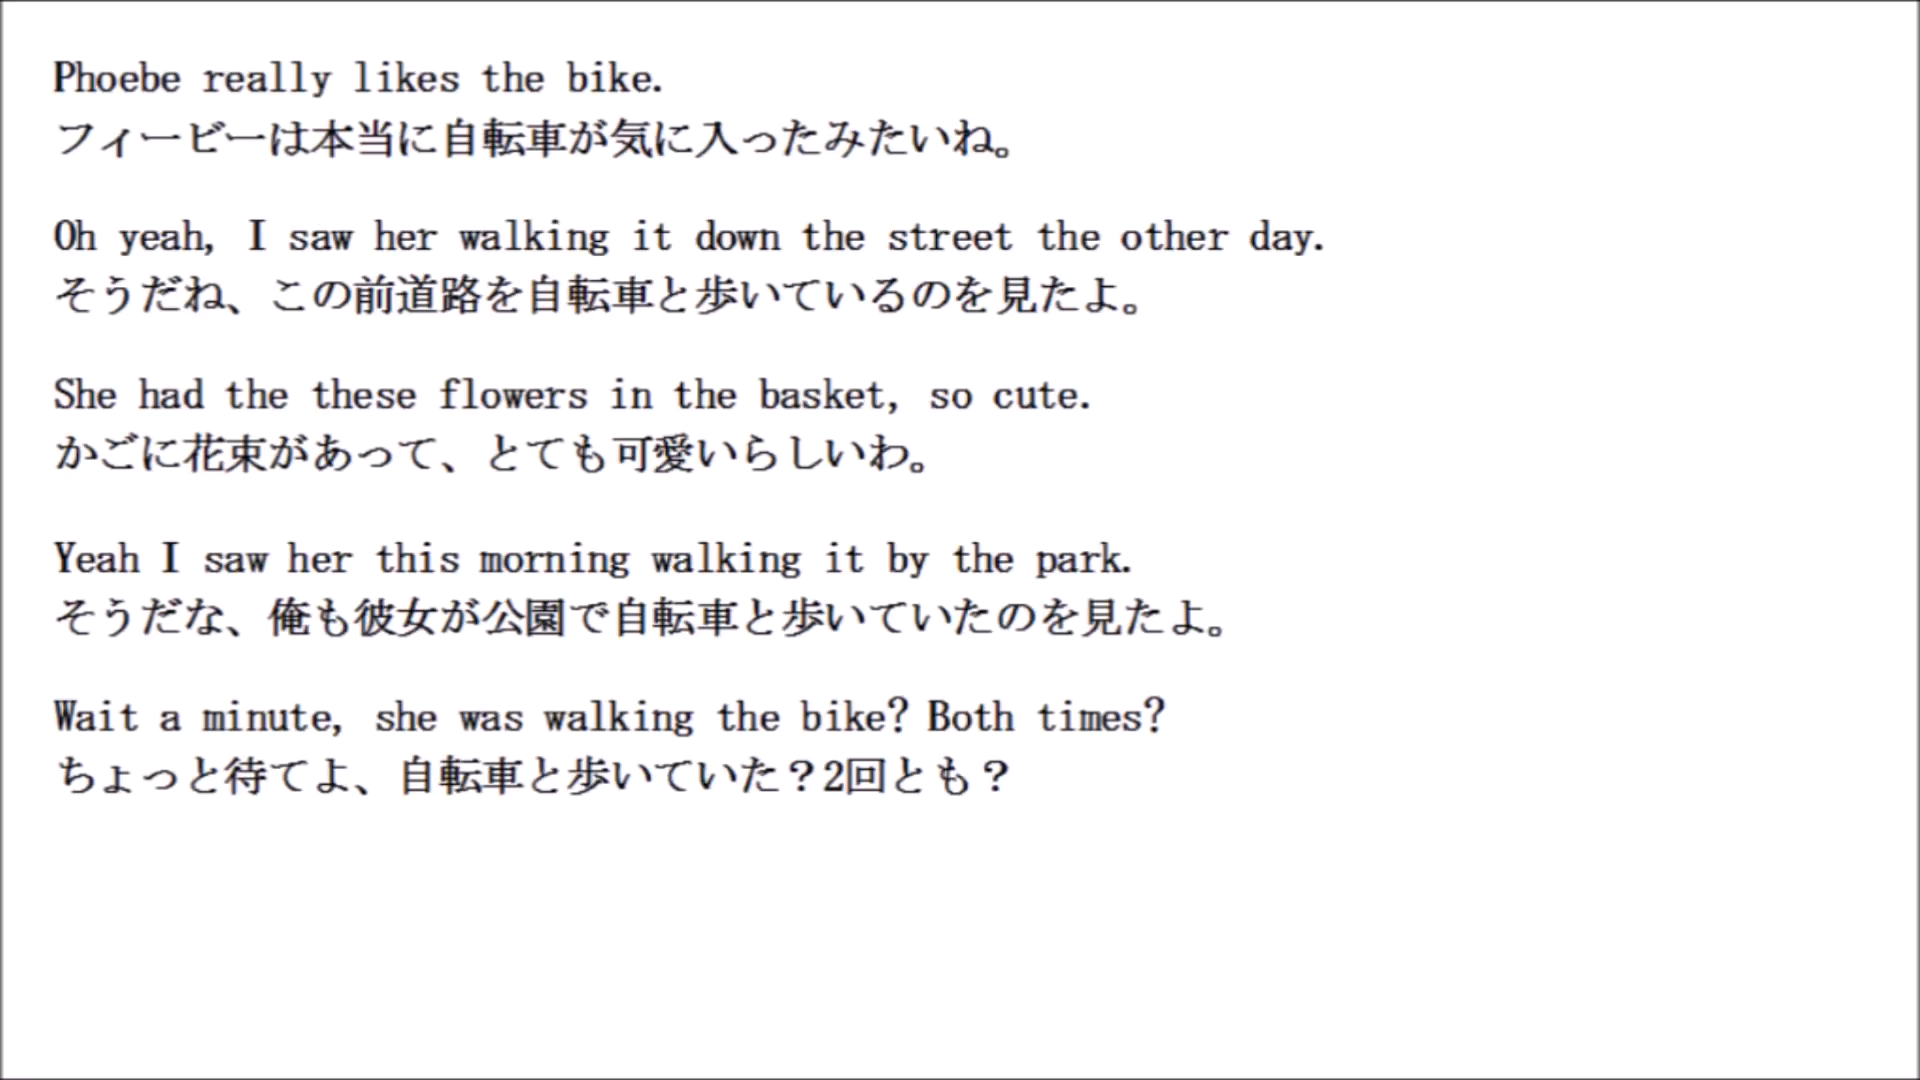 Phoebe really likes the bike.
フィービーは本当に自転車が気に入ったみたいね。
Oh yeah, I saw her walking it down the street the other day.
そうだね、この前道路を自転車と歩いているのを見たよ。
She had the these flowers in the basket, so cute.
かごに花束があって、とても可愛いらしいわ。
Yeah I saw her this morning walking it by the park.
そうだな、俺も彼女が公園で自転車と歩いていたのを見たよ。
Wait a minute, she was walking the bike? Both times?
ちょっと待てよ、自転車と歩いていた？2回とも？